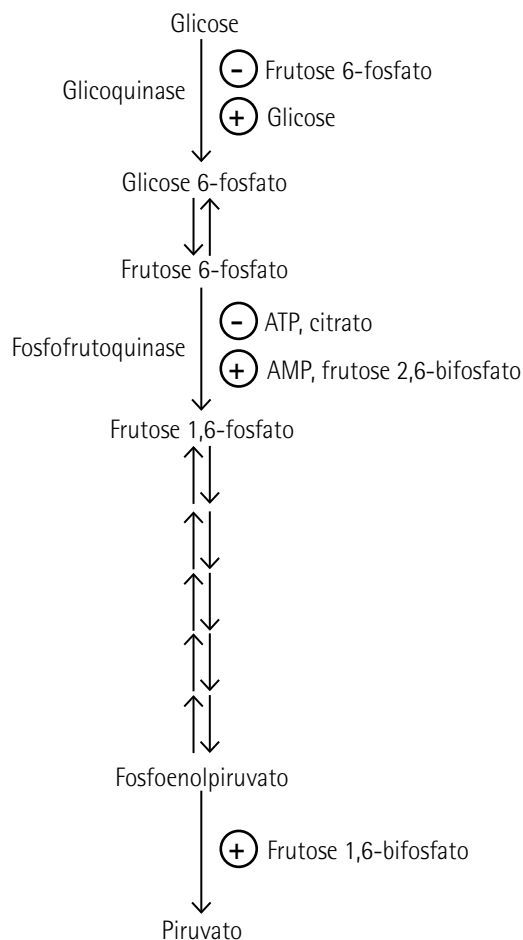 Glicose
- Frutose 6-fosfato
Glicoquinase
+ Glicose
Glicose 6-fosfato
Frutose 6-fosfato
- ATP, citrato
Fosfofrutoquinase
+ AMP, frutose 2,6-bifosfato
Frutose 1,6-fosfato
Fosfoenolpiruvato
+ Frutose 1,6-bifosfato
Piruvato